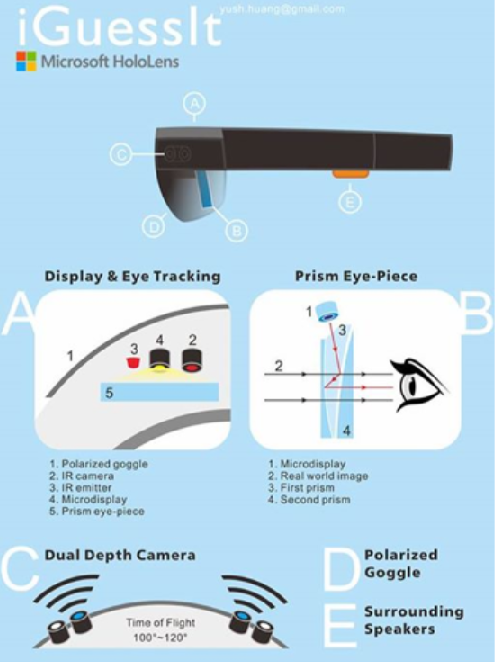 iGuessIt
yush.huang@gmail.com
Microsoft HoloLens
A
C
D
B
E
Display & Eye Tracking
Prism Eye-Piece
A
B
1
3
4
2
5
1
3
2
4
1. Polarized goggle
2. IR camera
3. IR emitter
4. Microdisplay
5. Prism eye-piece
1. Microdisplay
2. Real world image
3. First prism
4. Second prism
C
Dual Depth Camera
Time of Flight
100°~120°
D
Polarized
Goggle
E
Surrounding
Speakers